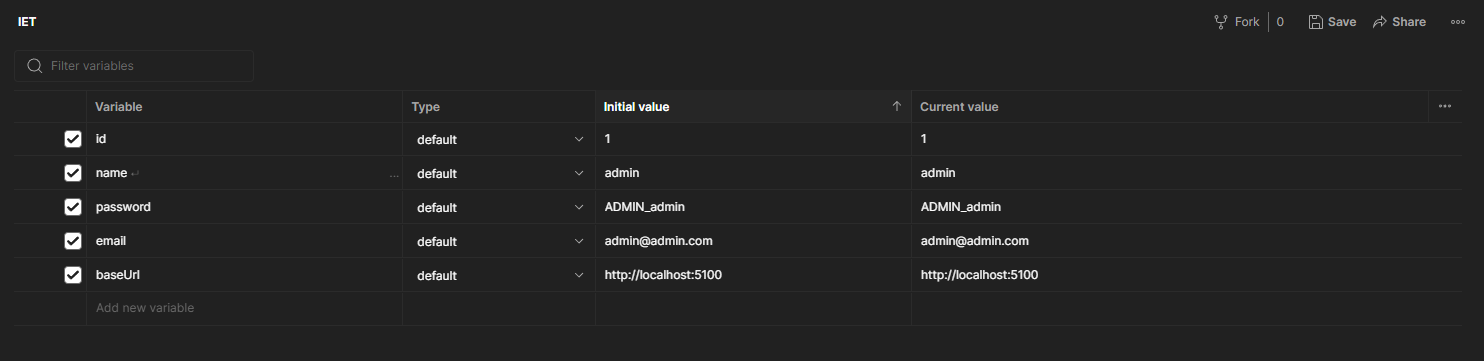 IET
Fork 0 Save Share
Filter variables
Variable Type Initial value Current value
id default 1 1
name default admin admin
password default ADMIN_admin ADMIN_admin
email default admin@admin.com admin@admin.com
baseUrl default http://localhost:5100 http://localhost:5100
Add new variable